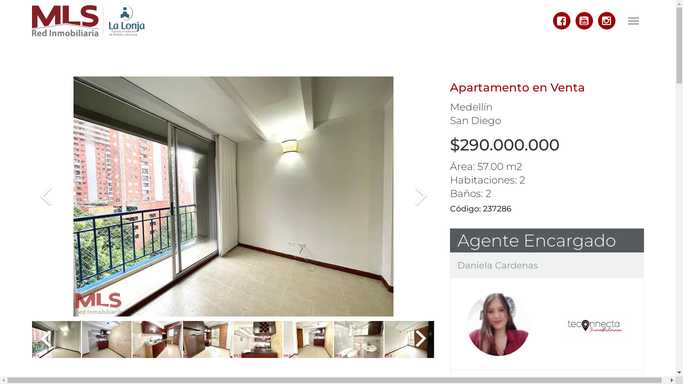 MLS
Red Inmobiliaria
La Lonja
Apartamento en Venta
Medellín
San Diego
$290.000.000
Área: 57.00 m2
Habitaciones: 2
Baños: 2
Código: 237286
Agente Encargado
Daniela Cardenas
MLS
Red Inmobiliaria
teconnecta
Inmobiliaria